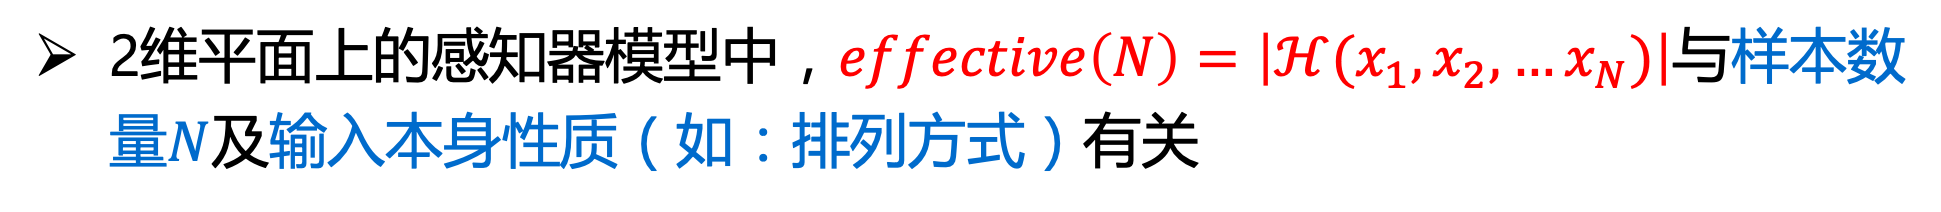 ➢ 2维平面上的感知器模型中，effective(N) = |ℋ(x₁, x₂, … x_N)|与样本数
量N及输入本身性质（如：排列方式）有关